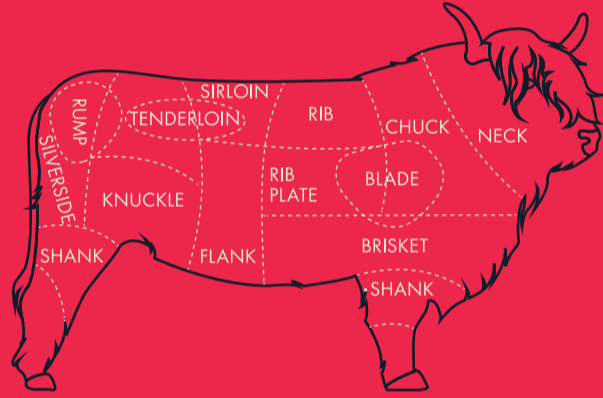 SIRLOIN
RUMP
TENDERLOIN
RIB
CHUCK
NECK
SILVERSIDE
KNUCKLE
RIB
PLATE
BLADE
SHANK
FLANK
BRISKET
SHANK